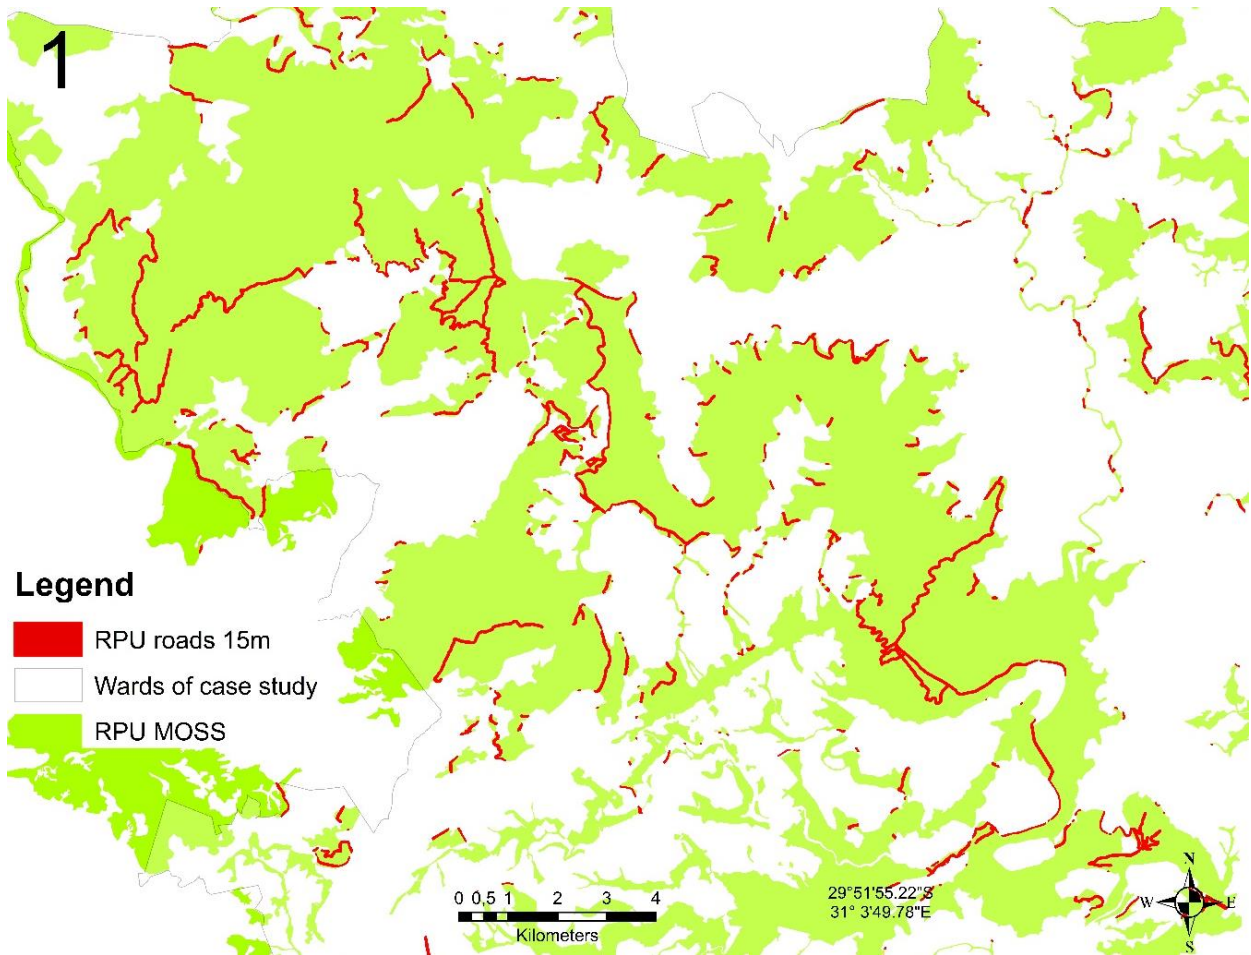 1
Legend
RPU roads 15m
Wards of case study
RPU MOSS
0 0,5 1 2 3 4
Kilometers
29°51'55.22"S
31° 3'49.78"E
N
W E
S